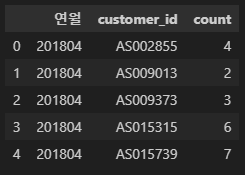 연월 customer_id count
0 201804 AS002855 4
1 201804 AS009013 2
2 201804 AS009373 3
3 201804 AS015315 6
4 201804 AS015739 7